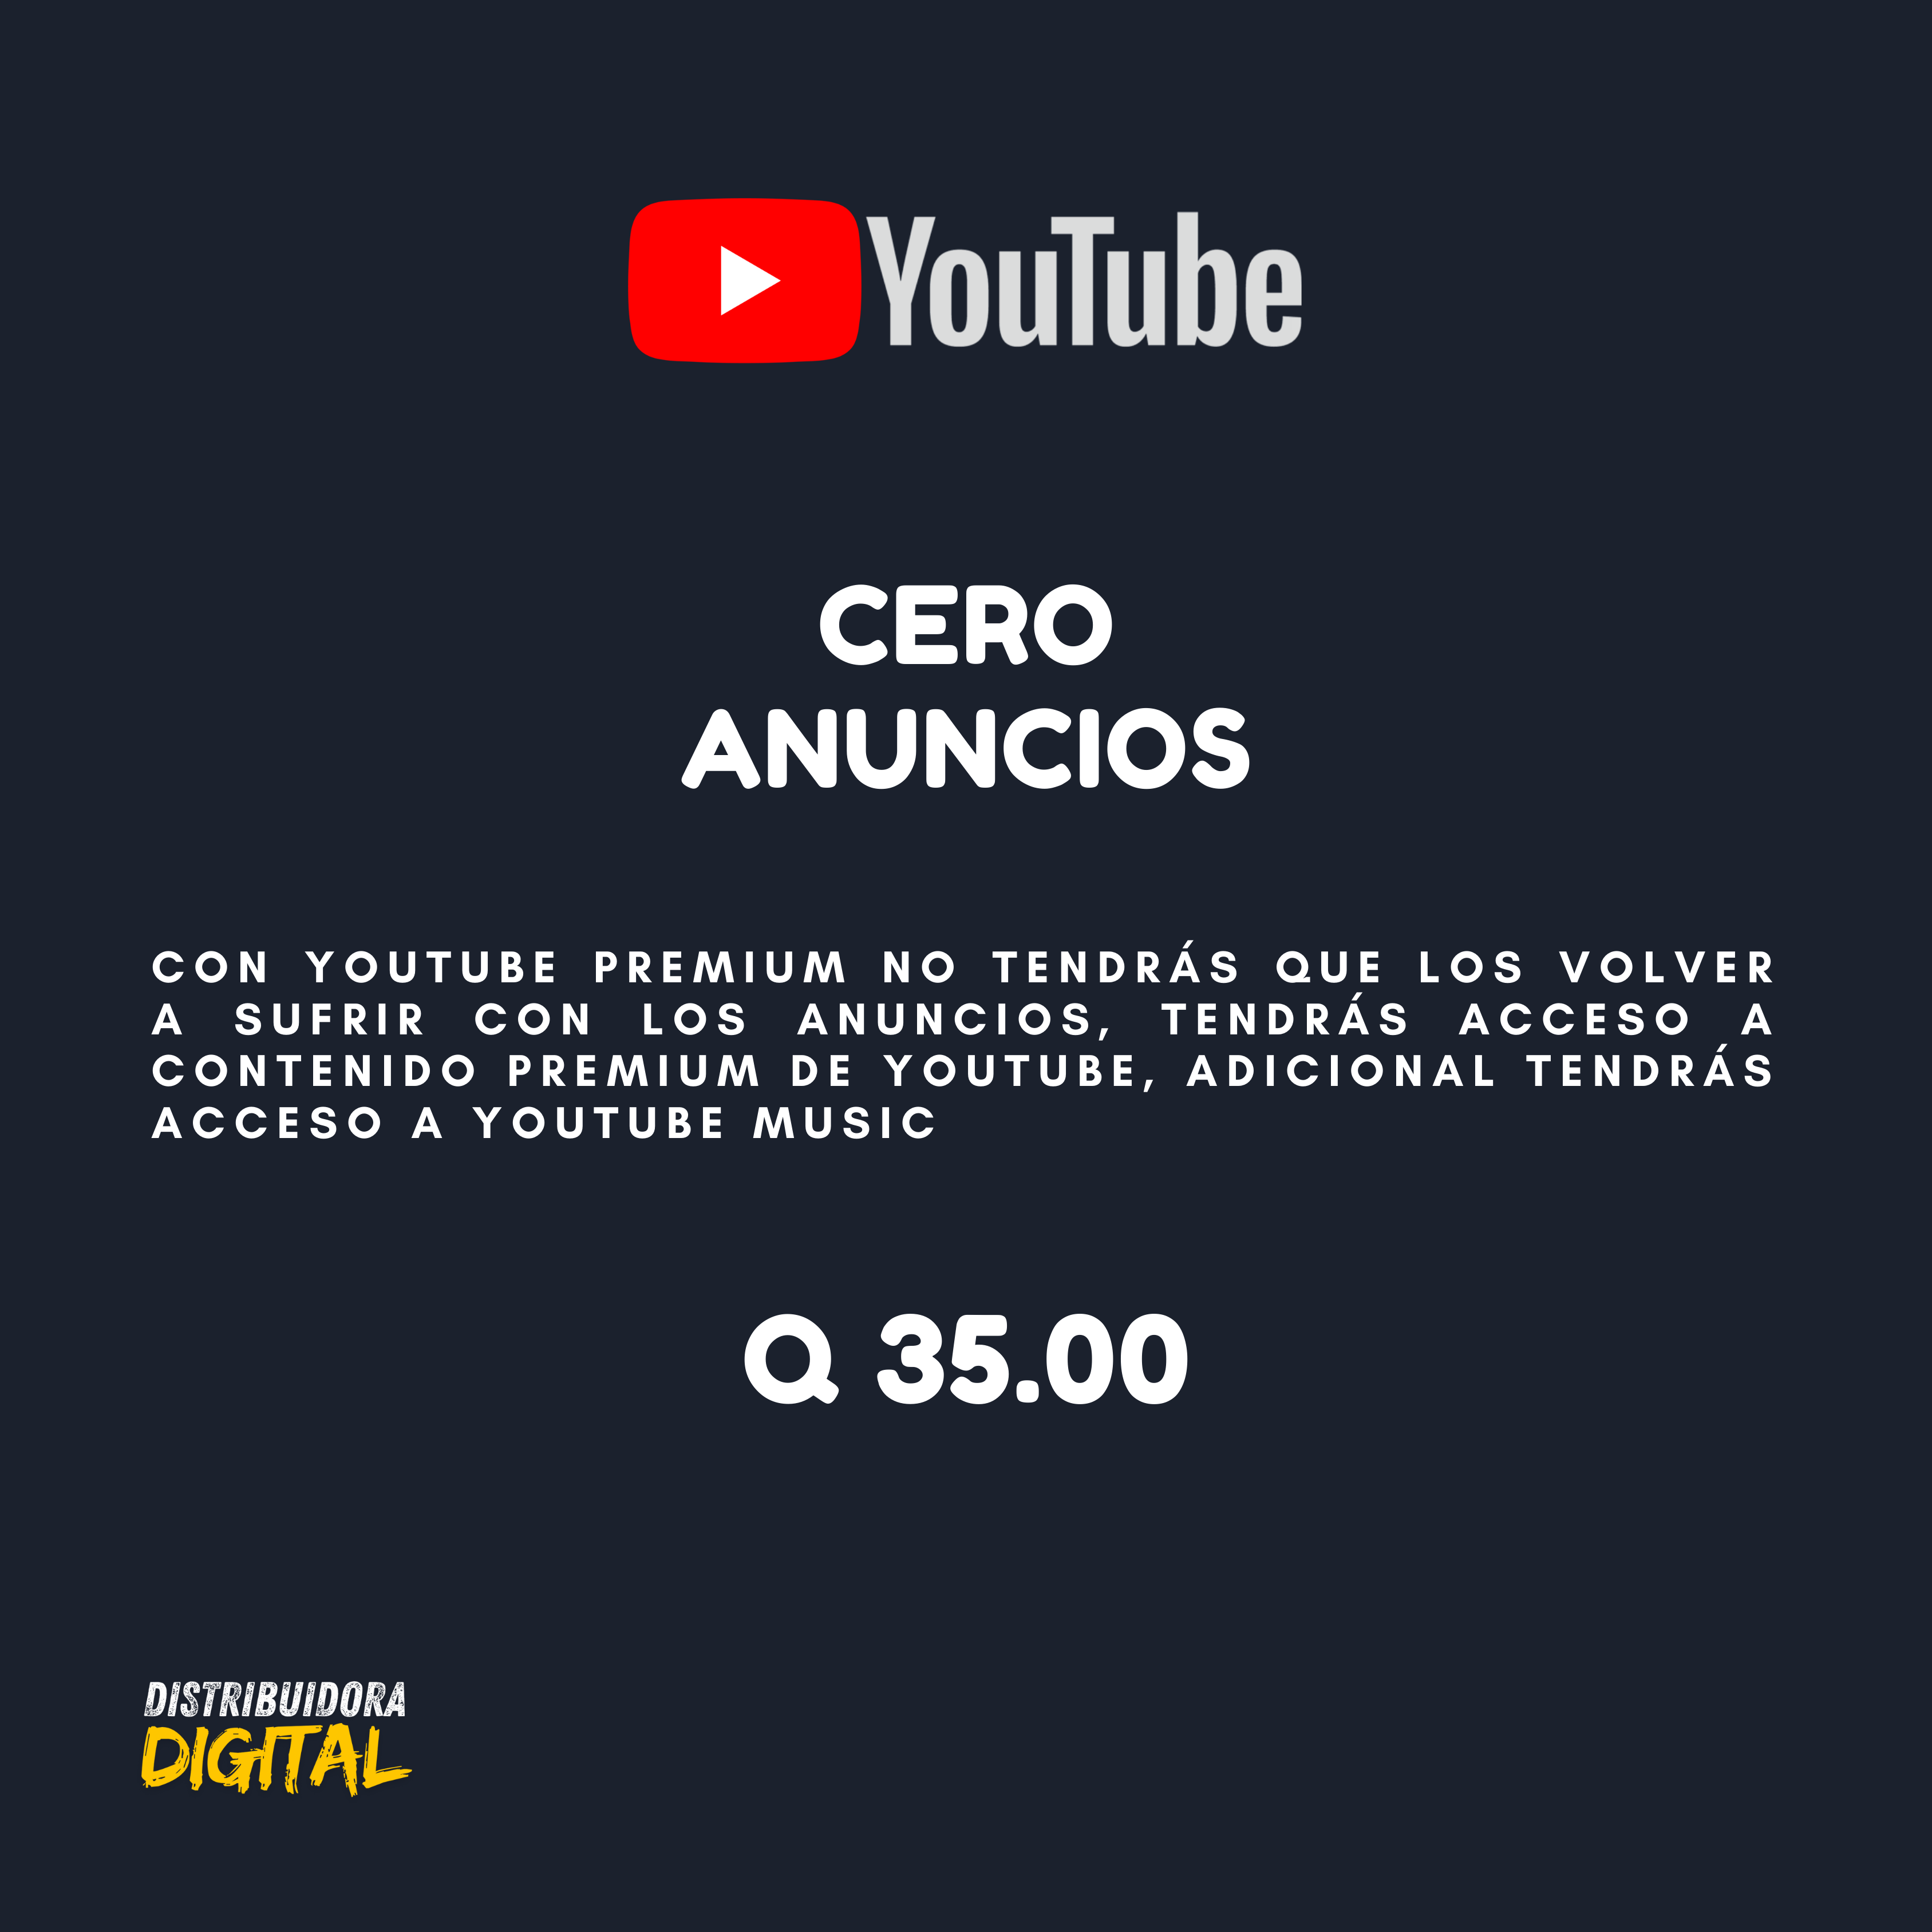 YouTube
CERO
ANUNCIOS
CON YOUTUBE PREMIUM NO TENDRÁS QUE LOS VOLVER
A SUFRIR CON LOS ANUNCIOS, TENDRÁS ACCESO A
CONTENIDO PREMIUM DE YOUTUBE, ADICIONAL TENDRÁS
ACCESO A YOUTUBE MUSIC
Q 35.00
DISTRIBUIDORA
DIGITAL